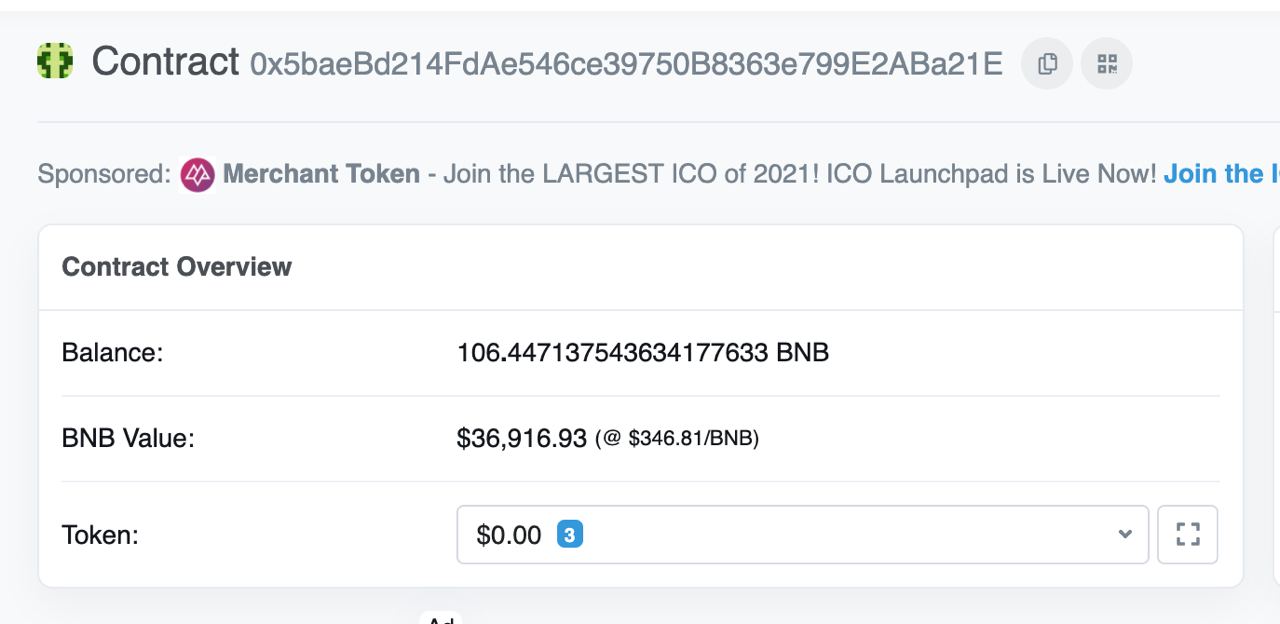 Contract 0x5baeBd214FdAe546ce39750B8363e799E2ABa21E
Sponsored: Merchant Token - Join the LARGEST ICO of 2021! ICO Launchpad is Live Now! Join the
Contract Overview
Balance: 106.447137543634177633 BNB
BNB Value: $36,916.93 (@ $346.81/BNB)
Token: $0.00 3
Ad